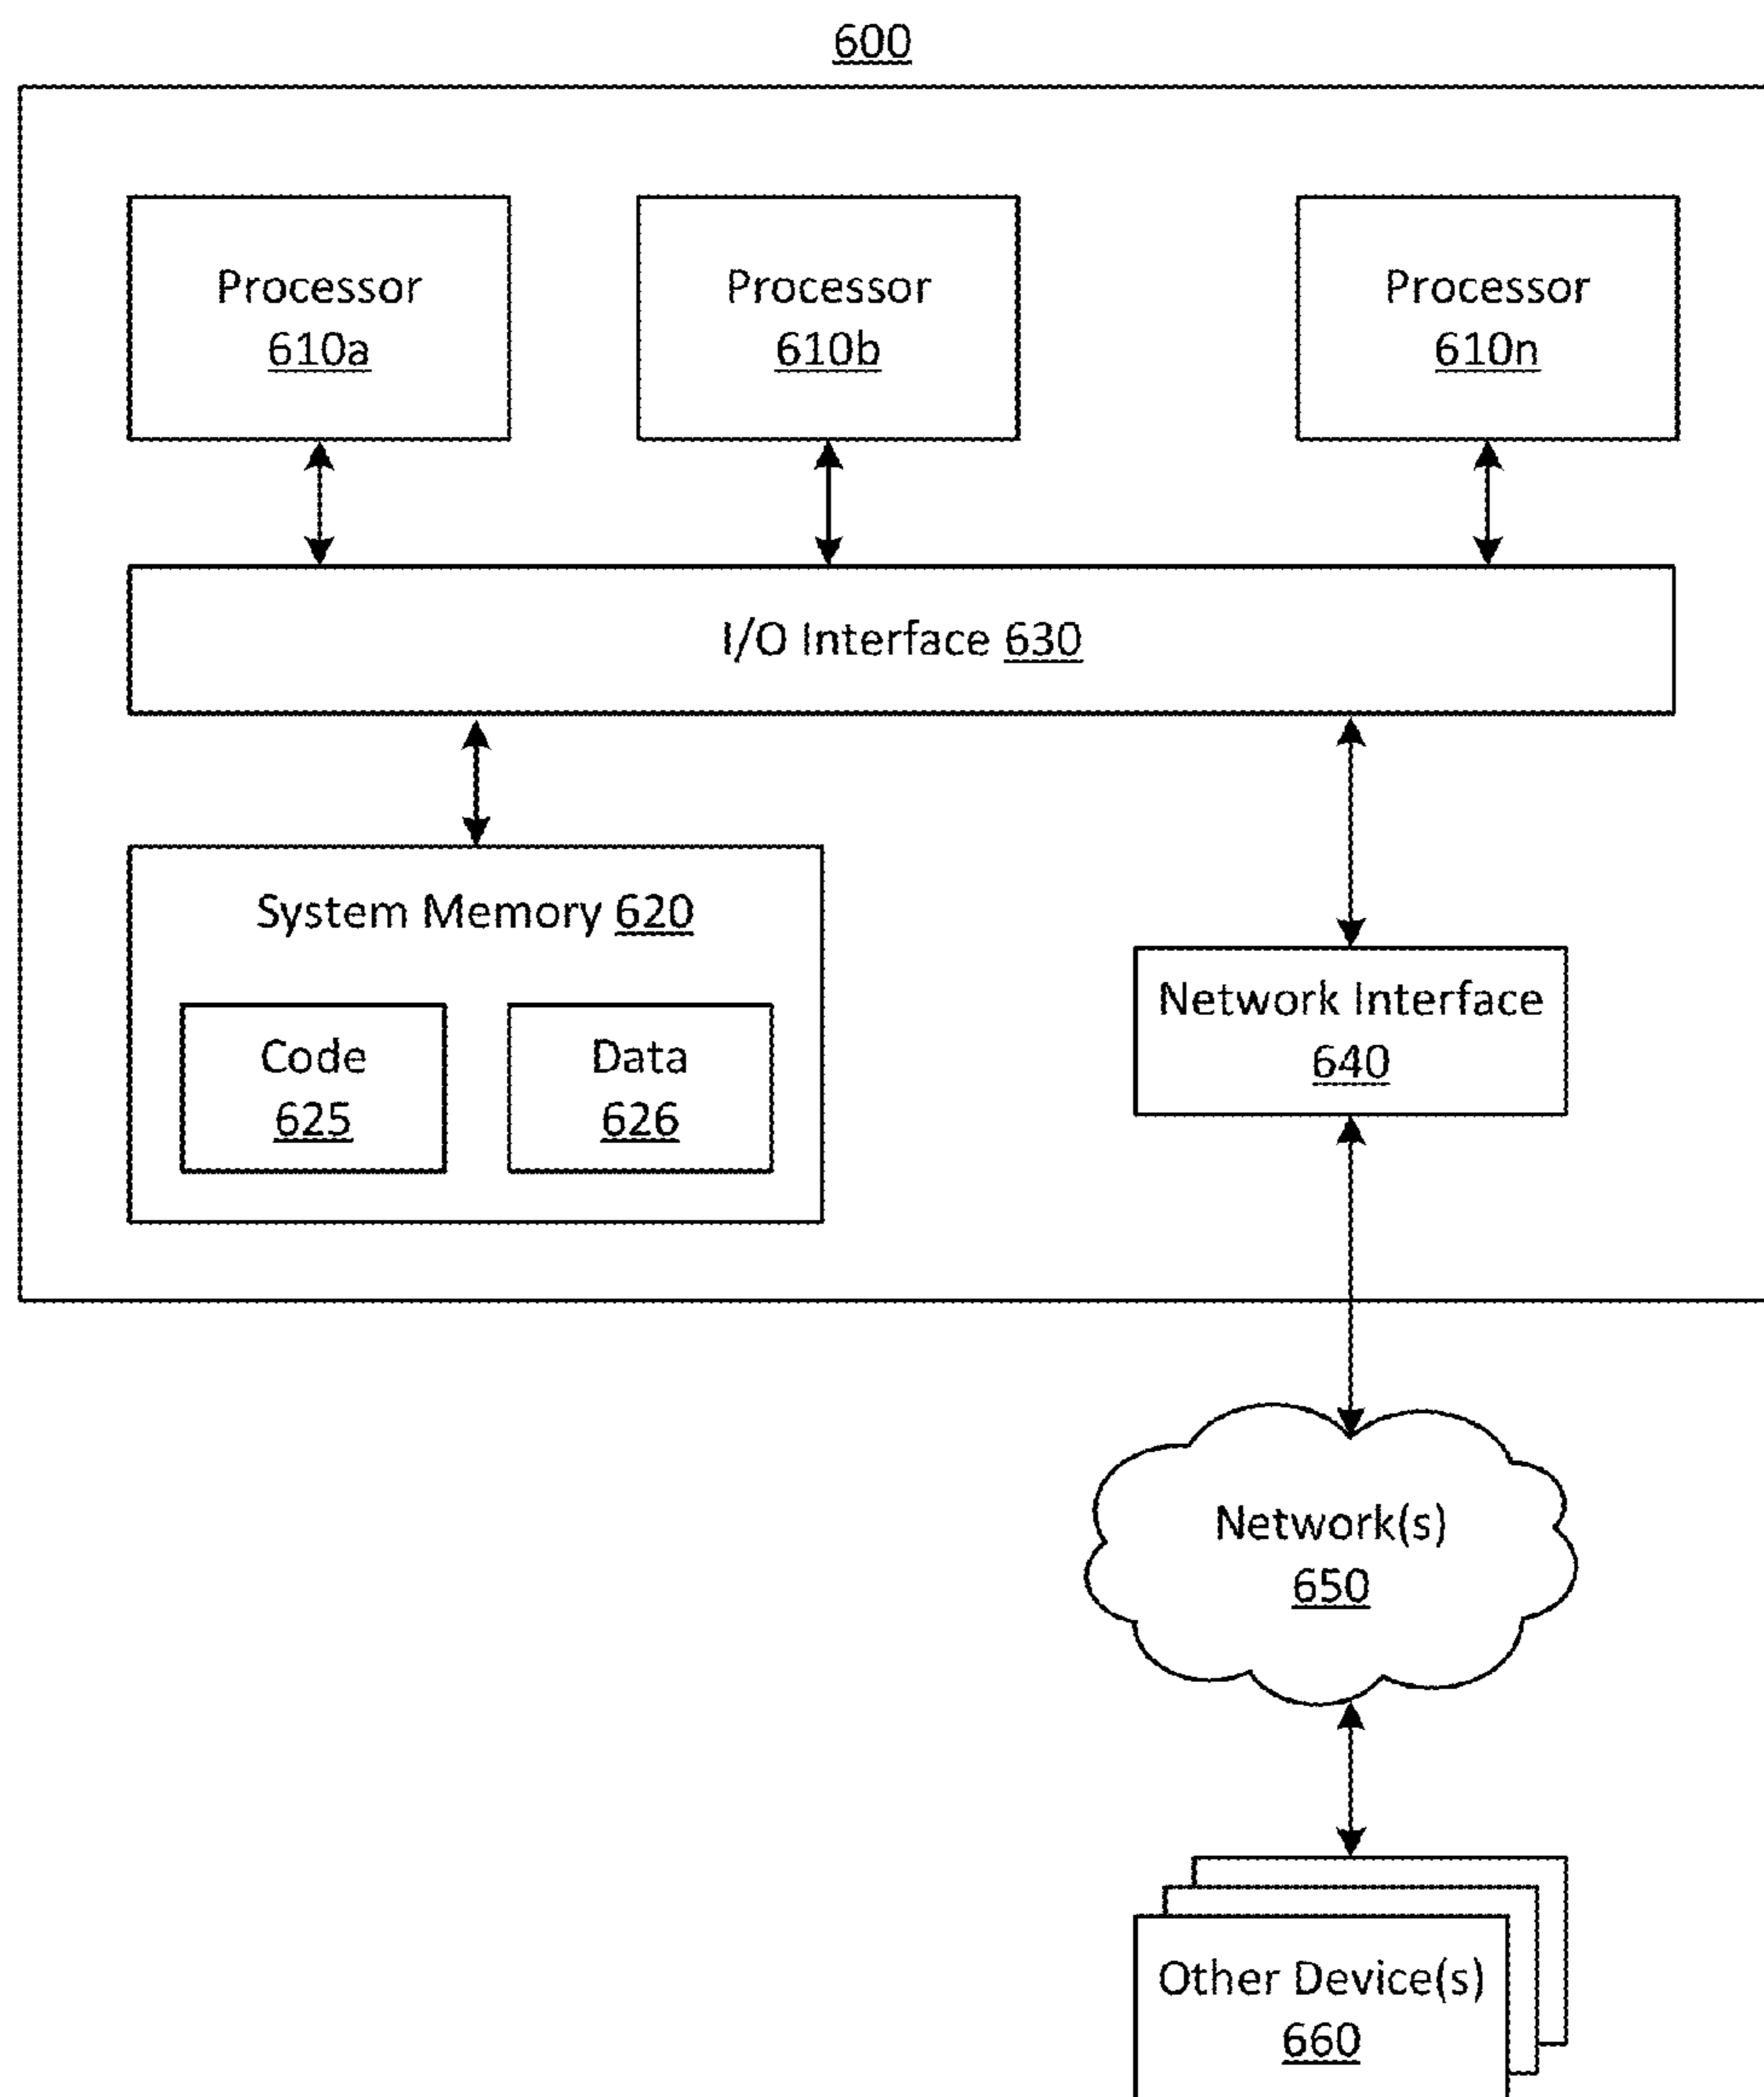 600
Processor
610a
Processor
610b
Processor
610n
I/O Interface 630
System Memory 620
Code
625
Data
626
Network Interface
640
Network(s)
650
Other Device(s)
660